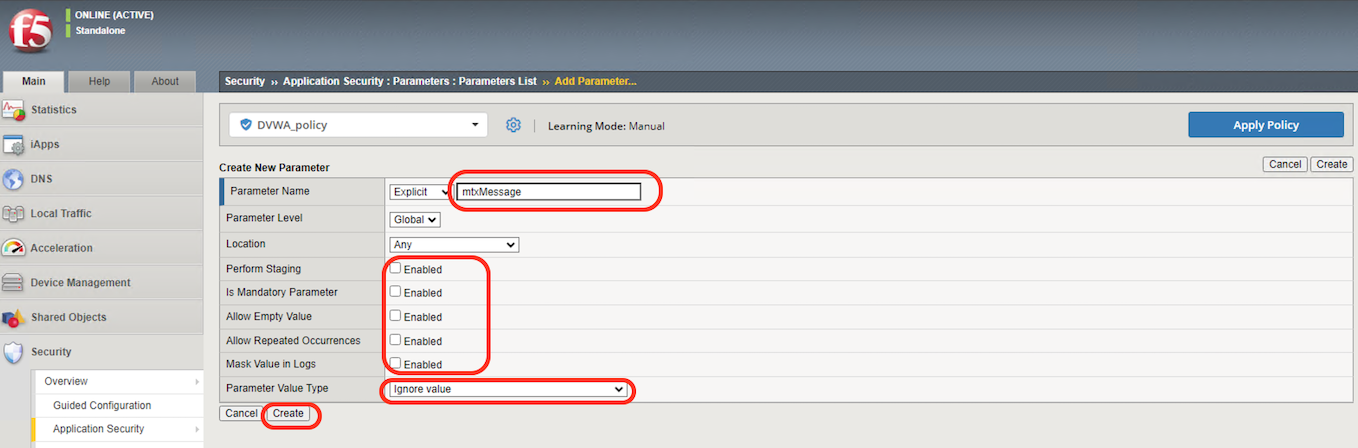 f5
ONLINE (ACTIVE)
Standalone
Main Help About
Security ›› Application Security : Parameters : Parameters List ›› Add Parameter...
Statistics
iApps
DNS
Local Traffic
Acceleration
Device Management
Shared Objects
Security
Overview
Guided Configuration
Application Security
DVWA_policy Learning Mode: Manual Apply Policy
Create New Parameter Cancel Create
Parameter Name Explicit mtxMessage
Parameter Level Global
Location Any
Perform Staging Enabled
Is Mandatory Parameter Enabled
Allow Empty Value Enabled
Allow Repeated Occurrences Enabled
Mask Value in Logs Enabled
Parameter Value Type Ignore value
Cancel Create